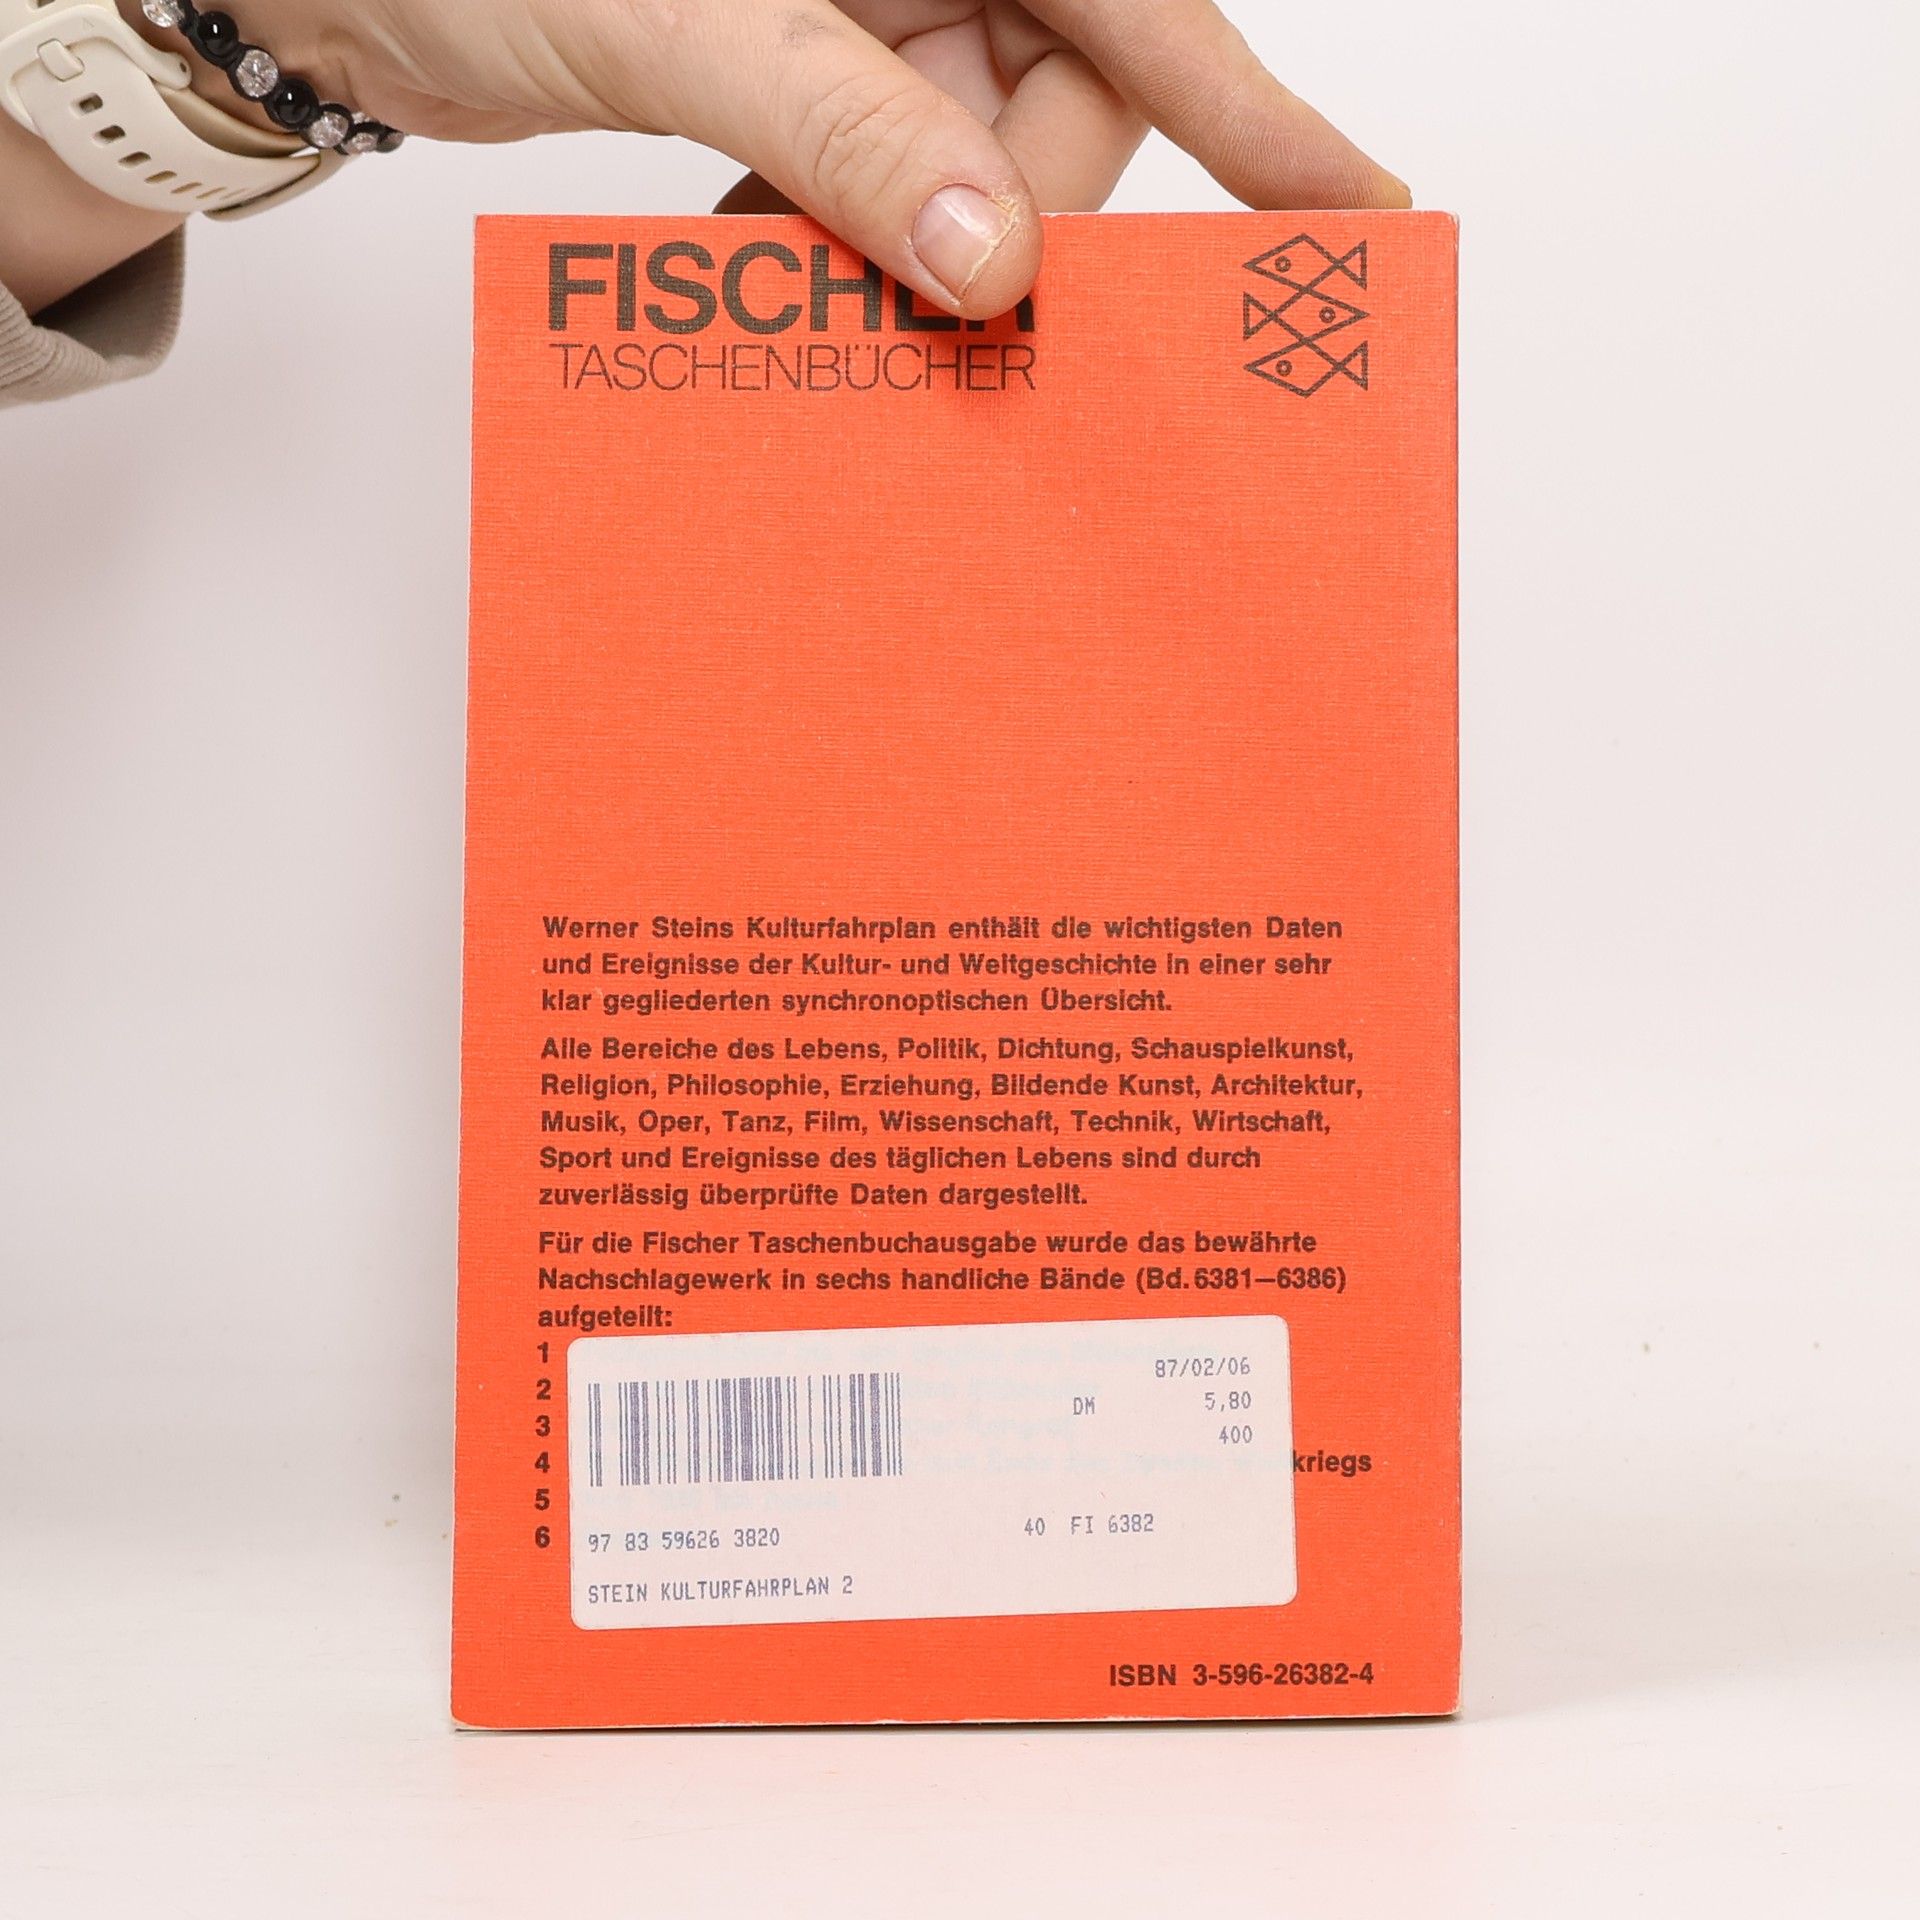 FISCHER
TASCHENBÜCHER
Werner Steins Kulturfahrplan enthält die wichtigsten Daten
und Ereignisse der Kultur- und Weltgeschichte in einer sehr
klar gegliederten synchronoptischen Übersicht.
Alle Bereiche des Lebens, Politik, Dichtung, Schauspielkunst,
Religion, Philosophie, Erziehung, Bildende Kunst, Architektur,
Musik, Oper, Tanz, Film, Wissenschaft, Technik, Wirtschaft,
Sport und Ereignisse des täglichen Lebens sind durch
zuverlässig überprüfte Daten dargestellt.
Für die Fischer Taschenbuchausgabe wurde das bewährte
Nachschlagewerk in sechs handliche Bände (Bd. 6381—6386)
aufgeteilt:
1
2
3
4 kriegs
5
6
87/02/06
DM 5,80
400
97 83 59626 3820 40 FI 6382
STEIN KULTURFAHRPLAN 2
ISBN 3-596-26382-4